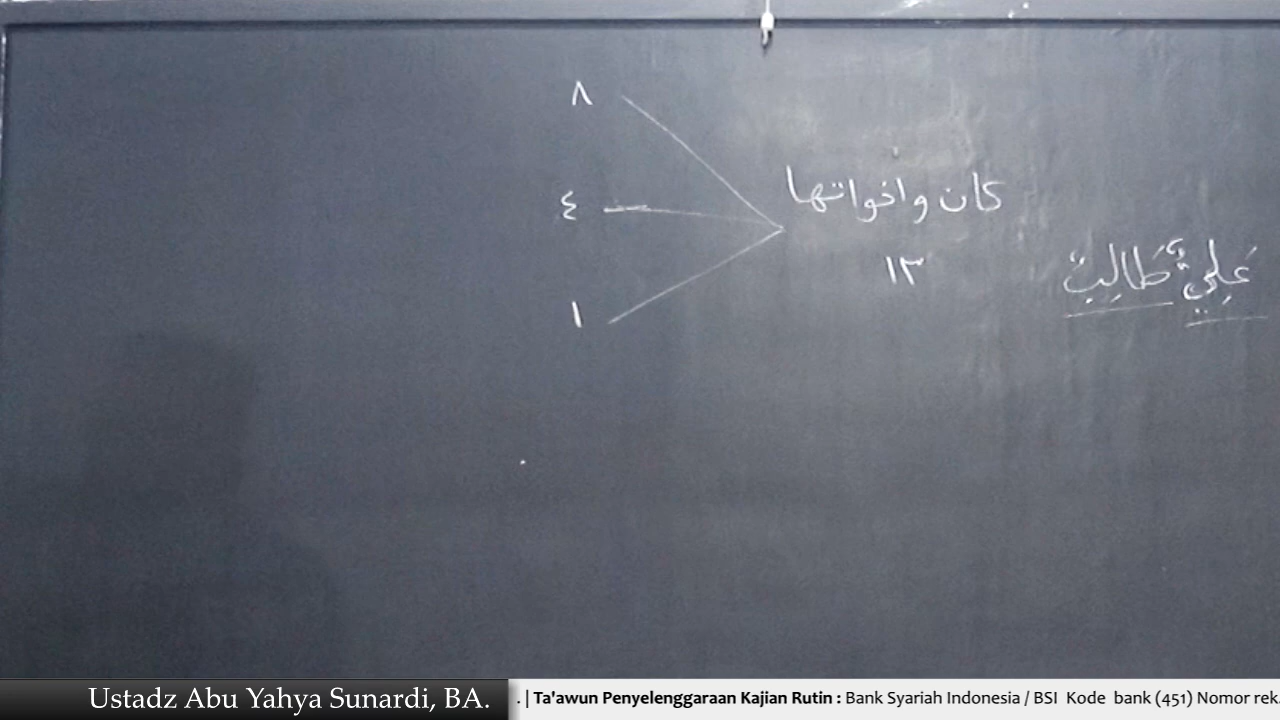 ٨
كان واخواتها
٤
عَلِيٌّ طَالِبٌ
١٣
١
Ustadz Abu Yahya Sunardi, BA.
. | Ta'awun Penyelenggaraan Kajian Rutin : Bank Syariah Indonesia / BSI Kode bank (451) Nomor rek